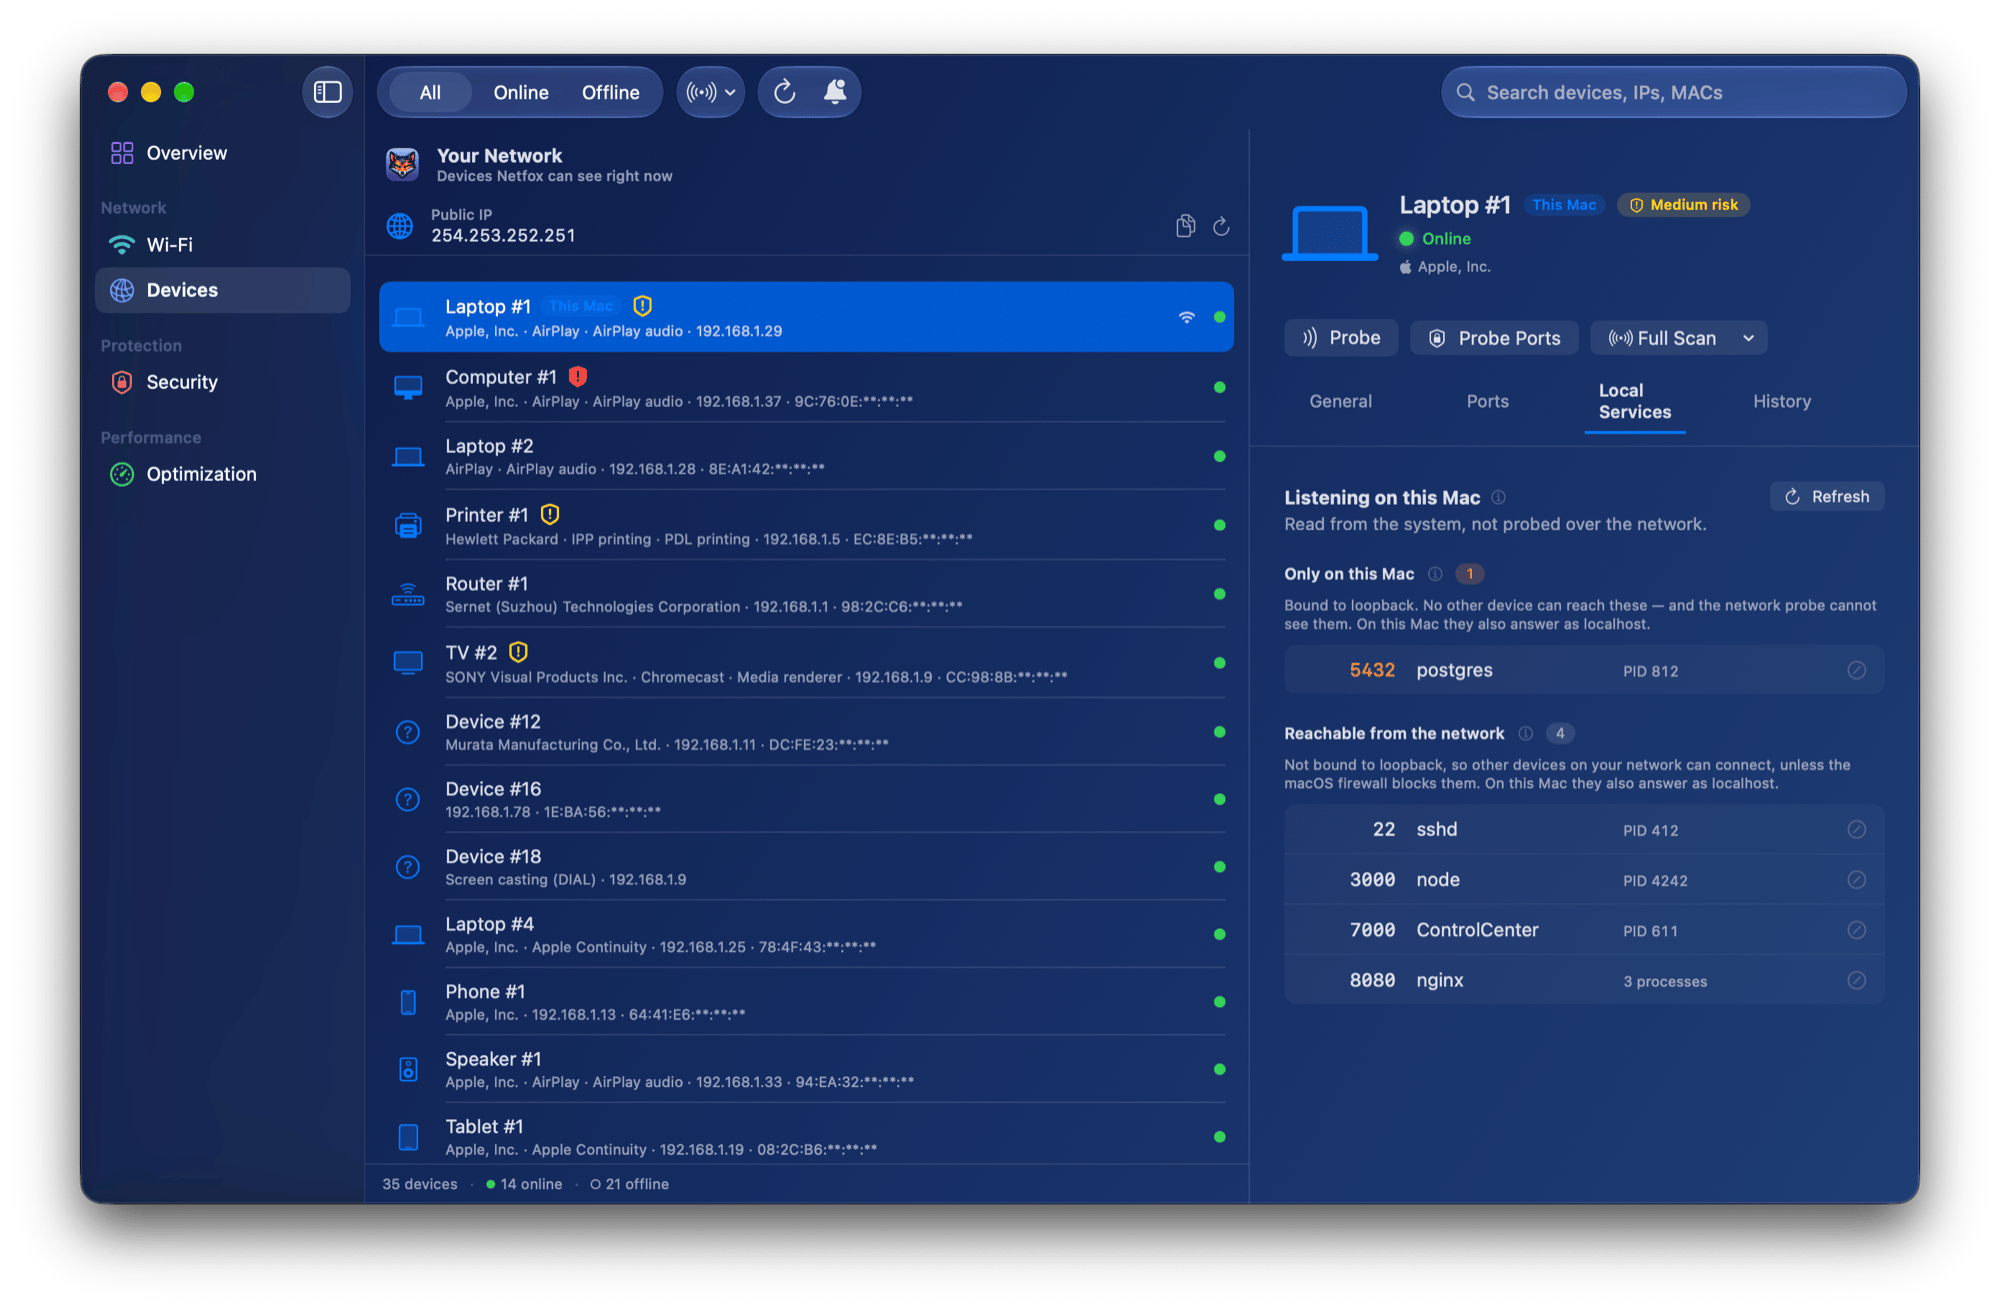 All
Online
Offline
Search devices, IPs, MACs
Overview
Network
Wi-Fi
Devices
Protection
Security
Performance
Optimization
Your Network
Devices Netfox can see right now
Public IP
254.253.252.251
Laptop #1 This Mac
Apple, Inc. · AirPlay · AirPlay audio · 192.168.1.29
Computer #1
Apple, Inc. · AirPlay · AirPlay audio · 192.168.1.37 · 9C:76:0E:**:**:**
Laptop #2
AirPlay · AirPlay audio · 192.168.1.28 · 8E:A1:42:**:**:**
Printer #1
Hewlett Packard · IPP printing · PDL printing · 192.168.1.5 · EC:8E:B5:**:**:**
Router #1
Sernet (Suzhou) Technologies Corporation · 192.168.1.1 · 98:2C:C6:**:**:**
TV #2
SONY Visual Products Inc. · Chromecast · Media renderer · 192.168.1.9 · CC:98:8B:**:**:**
Device #12
Murata Manufacturing Co., Ltd. · 192.168.1.11 · DC:FE:23:**:**:**
Device #16
192.168.1.78 · 1E:BA:56:**:**:**
Device #18
Screen casting (DIAL) · 192.168.1.9
Laptop #4
Apple, Inc. · Apple Continuity · 192.168.1.25 · 78:4F:43:**:**:**
Phone #1
Apple, Inc. · 192.168.1.13 · 64:41:E6:**:**:**
Speaker #1
Apple, Inc. · AirPlay · AirPlay audio · 192.168.1.33 · 94:EA:32:**:**:**
Tablet #1
Apple, Inc. · Apple Continuity · 192.168.1.19 · 08:2C:B6:**:**:**
35 devices · 14 online · 21 offline
Laptop #1 This Mac Medium risk
Online
Apple, Inc.
Probe
Probe Ports
Full Scan
General
Ports
Local
Services
History
Listening on this Mac
Refresh
Read from the system, not probed over the network.
Only on this Mac 1
Bound to loopback. No other device can reach these — and the network probe cannot
see them. On this Mac they also answer as localhost.
5432 postgres PID 812
Reachable from the network 4
Not bound to loopback, so other devices on your network can connect, unless the
macOS firewall blocks them. On this Mac they also answer as localhost.
22 sshd PID 412
3000 node PID 4242
7000 ControlCenter PID 611
8080 nginx 3 processes